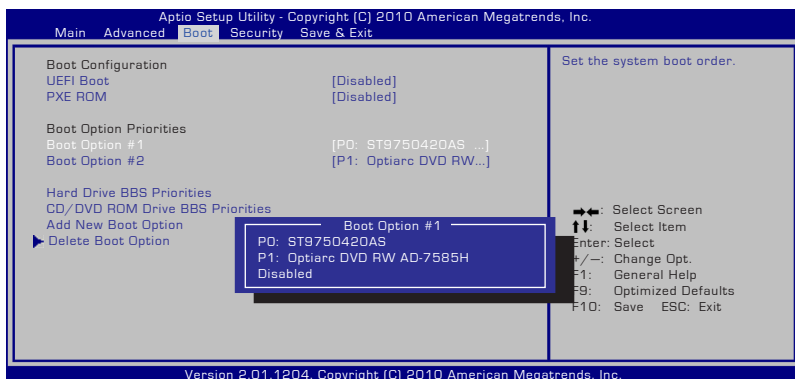 Aptio Setup Utility - Copyright (C) 2010 American Megatrends, Inc.
Main Advanced Boot Security Save & Exit
Boot Configuration
UEFI Boot [Disabled]
PXE ROM [Disabled]
Boot Option Priorities
Boot Option #1 [P0: ST9750420AS ...]
Boot Option #2 [P1: Optiarc DVD RW...]
Hard Drive BBS Priorities
CD/DVD ROM Drive BBS Priorities
Add New Boot Option
Delete Boot Option
Boot Option #1
P0: ST9750420AS
P1: Optiarc DVD RW AD-7585H
Disabled
Set the system boot order.
→←: Select Screen
↑↓: Select Item
Enter: Select
+/—: Change Opt.
F1: General Help
F9: Optimized Defaults
F10: Save ESC: Exit
Version 2.01.1204. Copyright (C) 2010 American Megatrends, Inc.